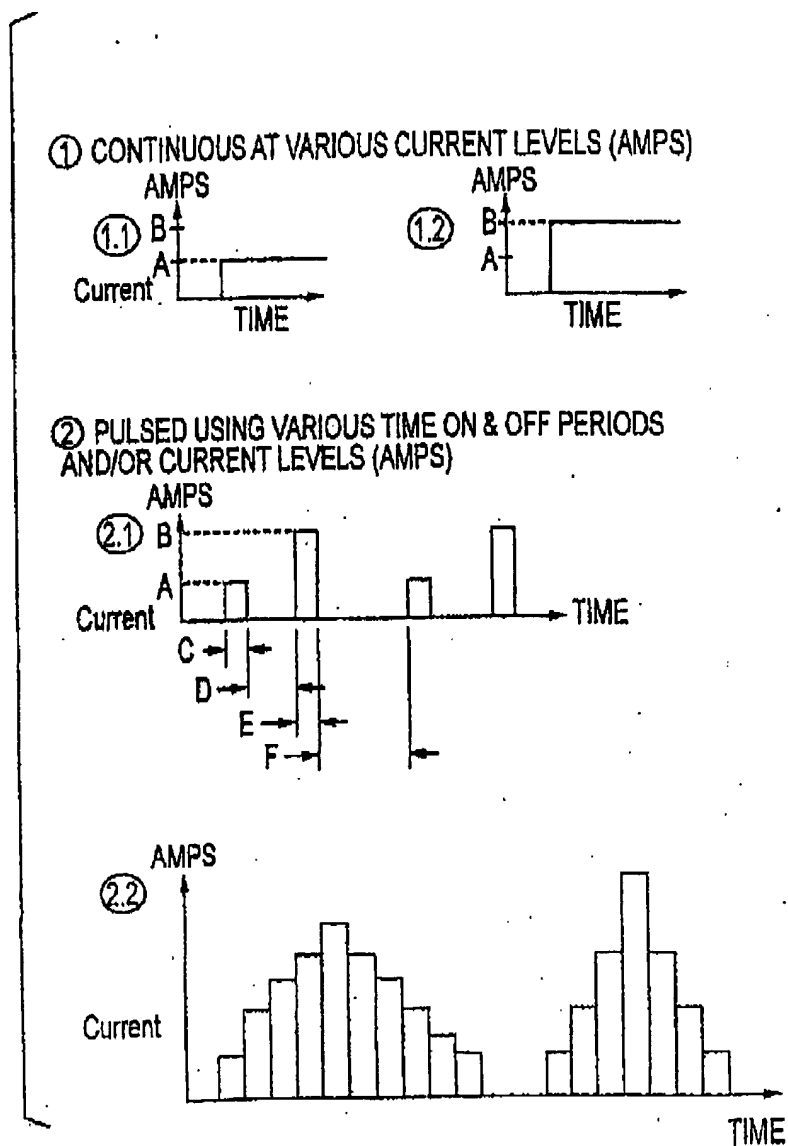 ① CONTINUOUS AT VARIOUS CURRENT LEVELS (AMPS)
AMPS
1.1
B
A
Current
TIME
AMPS
1.2
B
A
TIME
② PULSED USING VARIOUS TIME ON & OFF PERIODS
AND/OR CURRENT LEVELS (AMPS)
AMPS
2.1
B
A
Current
TIME
C
D
E
F
AMPS
2.2
Current
TIME